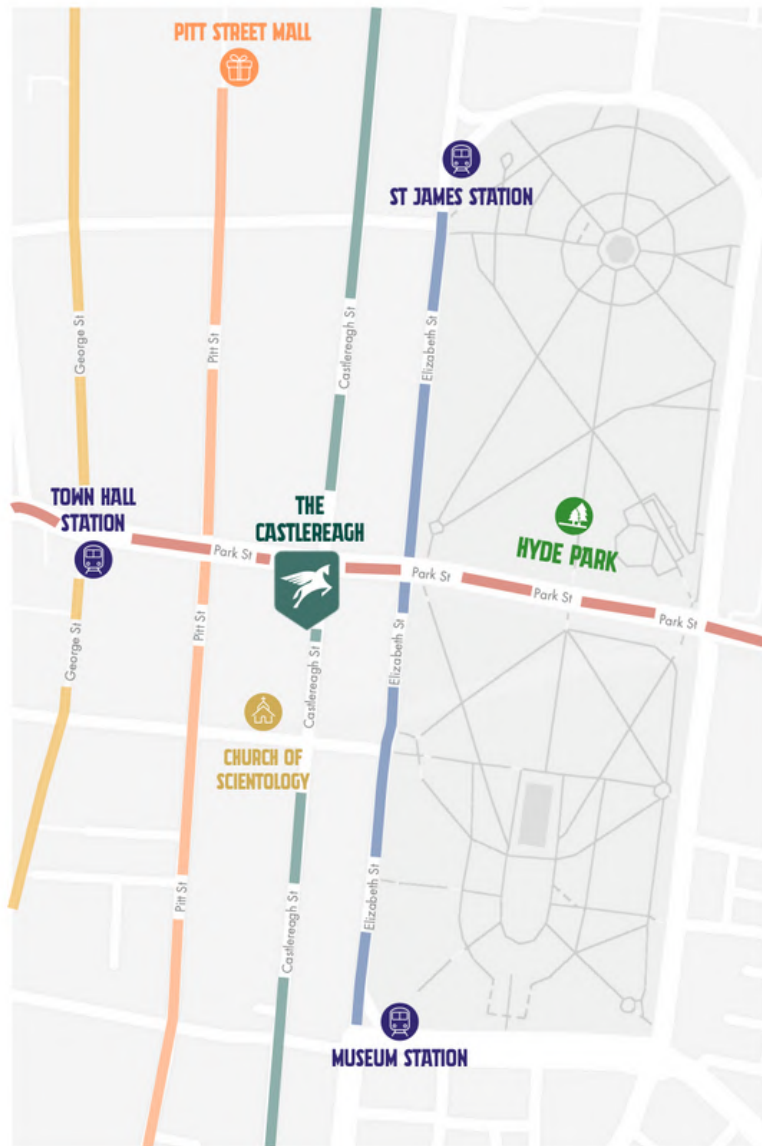 PITT STREET MALL
ST JAMES STATION
George St
Pitt St
Castlereagh St
Elizabeth St
TOWN HALL
STATION
THE
CASTLEREAGH
HYDE PARK
Park St
Park St
Park St
Park St
George St
Pitt St
Castlereagh St
Elizabeth St
CHURCH OF
SCIENTOLOGY
Pitt St
Castlereagh St
Elizabeth St
MUSEUM STATION